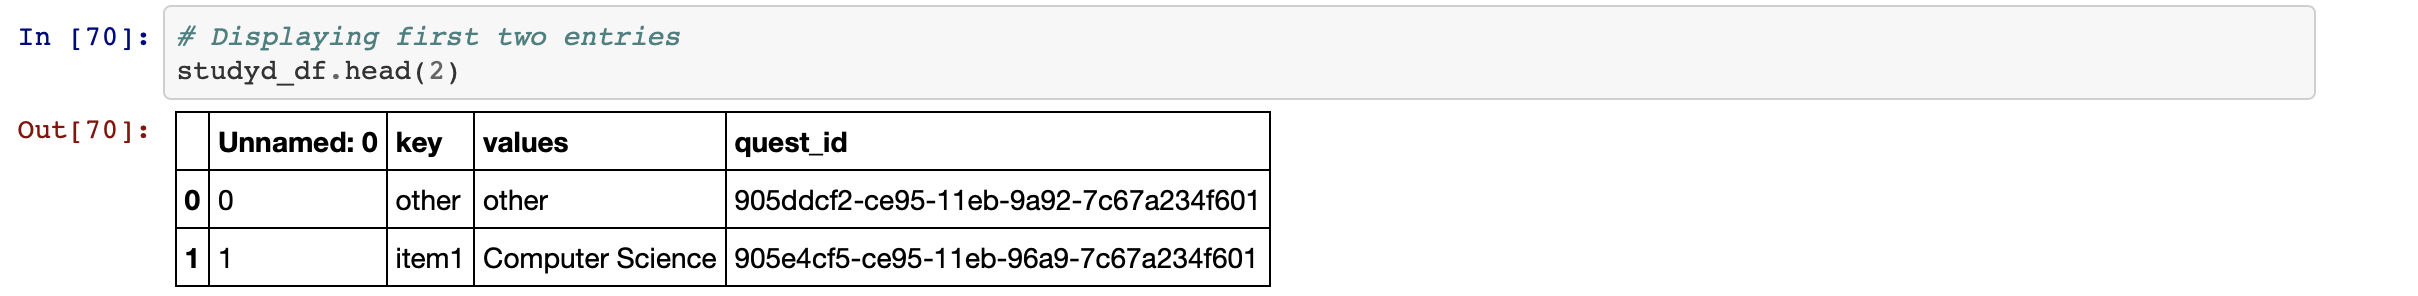 In [70]: # Displaying first two entries
studyd_df.head(2)
Out[70]:
Unnamed: 0 key values quest_id
0 0 other other 905ddcf2-ce95-11eb-9a92-7c67a234f601
1 1 item1 Computer Science 905e4cf5-ce95-11eb-96a9-7c67a234f601